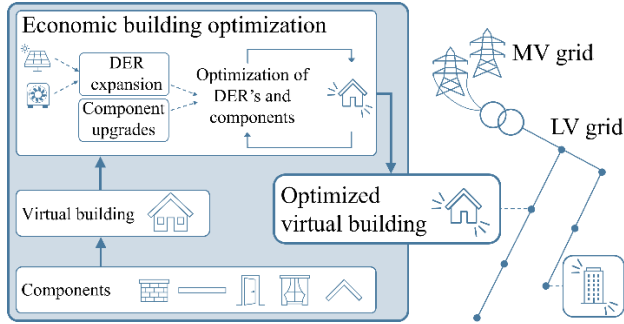 Economic building optimization
DER
expansion
Component
upgrades
Optimization of
DER's and
components
Virtual building
Components
Optimized
virtual building
MV grid
LV grid